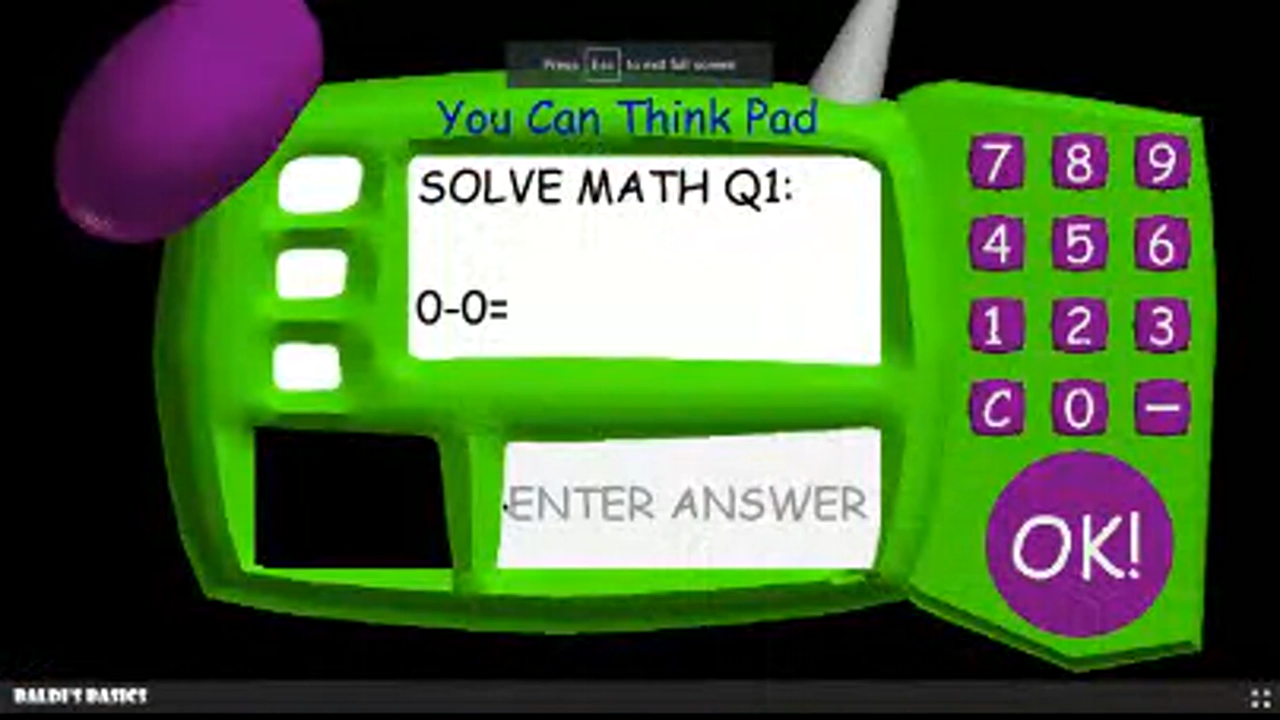 Press Esc to exit full screen
You Can Think Pad
SOLVE MATH Q1:
0-0=
7 8 9
4 5 6
1 2 3
C 0 —
ENTER ANSWER
OK!
BALDI'S BASICS